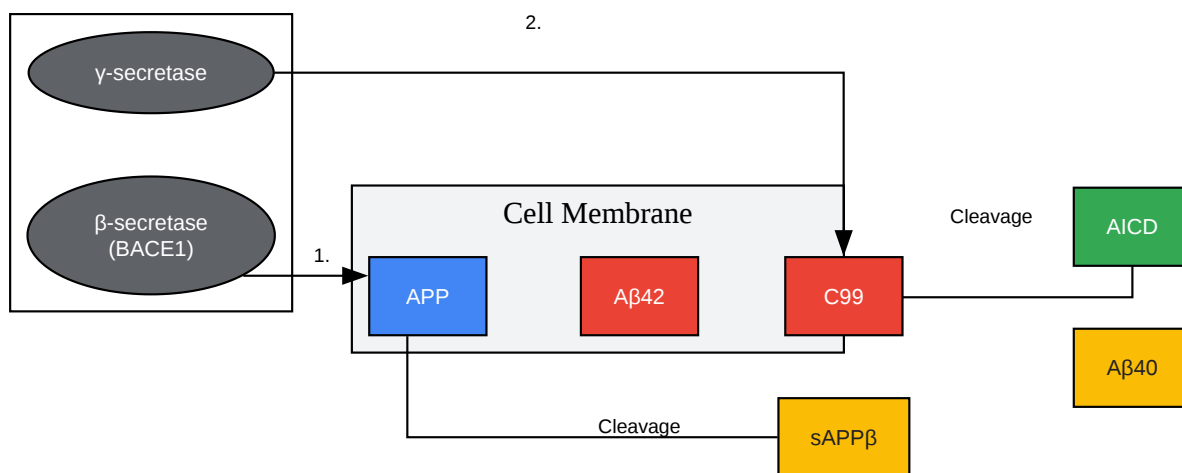 2.
γ-secretase
β-secretase
(BACE1)
1.
Cell Membrane
APP
Aβ42
C99
Cleavage
AICD
Aβ40
Cleavage
sAPPβ